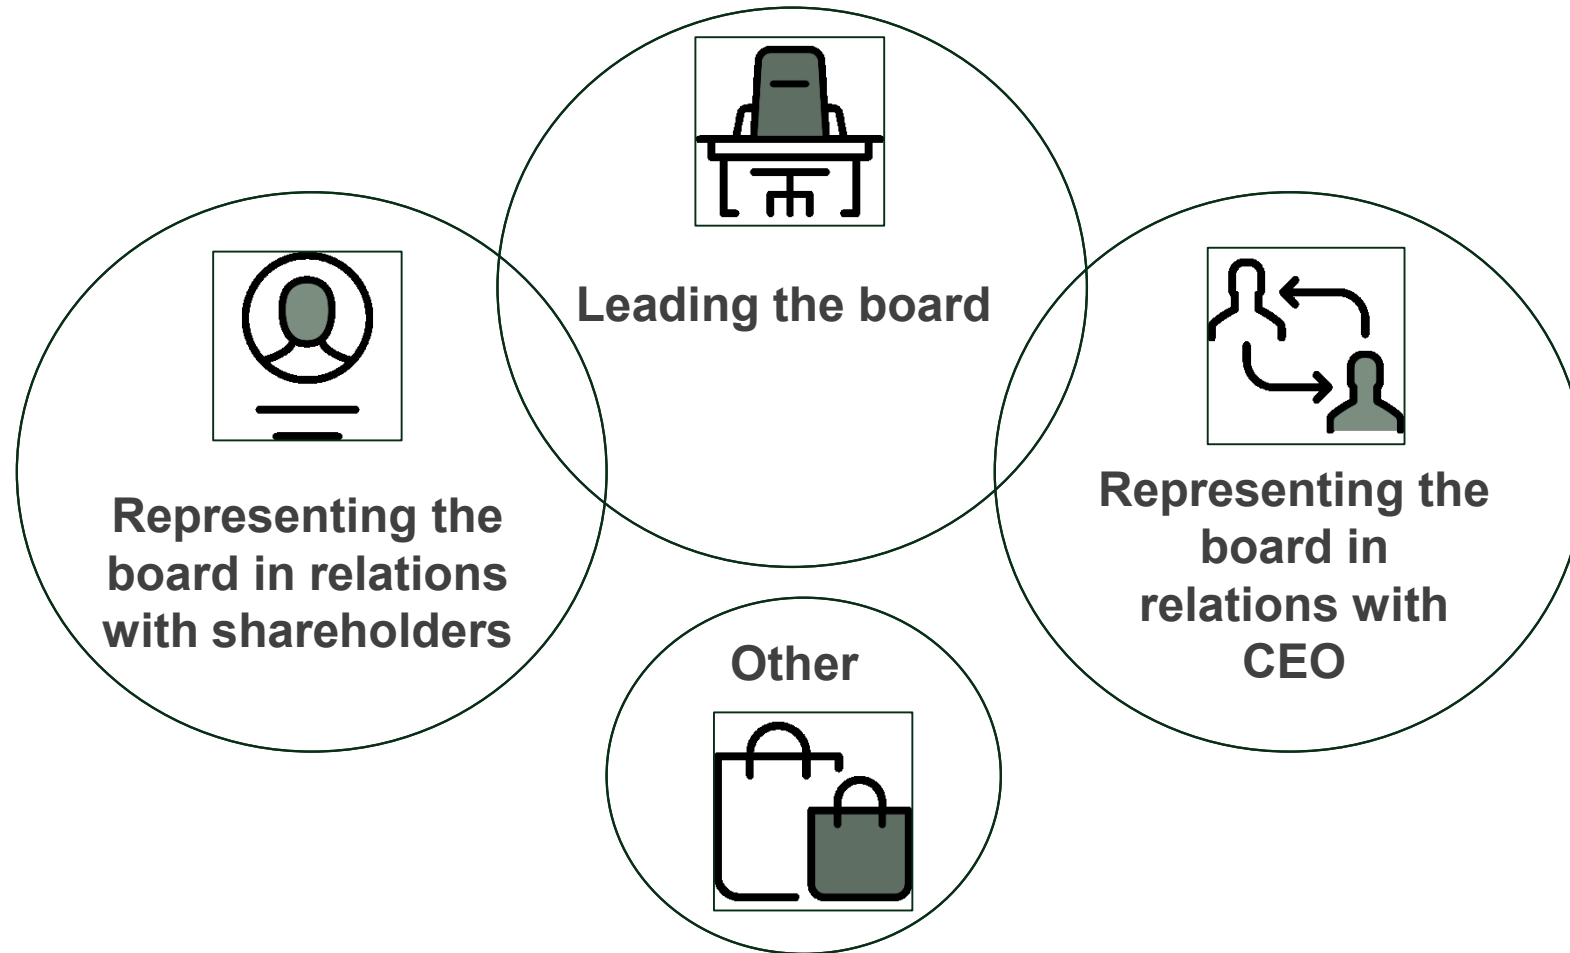 Leading the board
Representing the
board in relations
with shareholders
Representing the
board in
relations with
CEO
Other